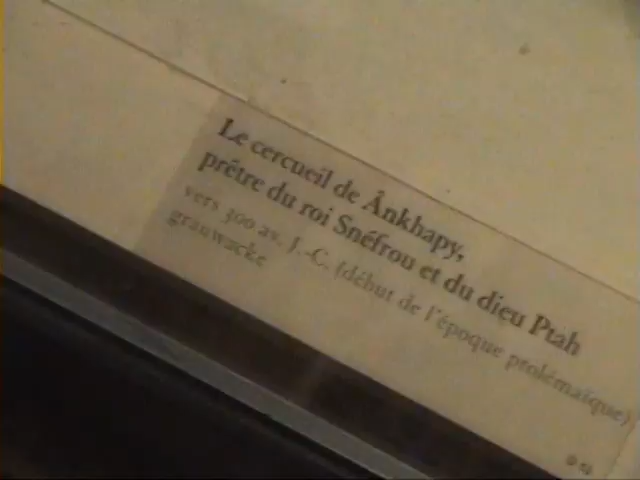 Le cercueil de Ânkhapy,
prêtre du roi Snéfrou et du dieu Ptah
vers 300 av. J.-C. (début de l'époque ptolémaïque)
grauwacke